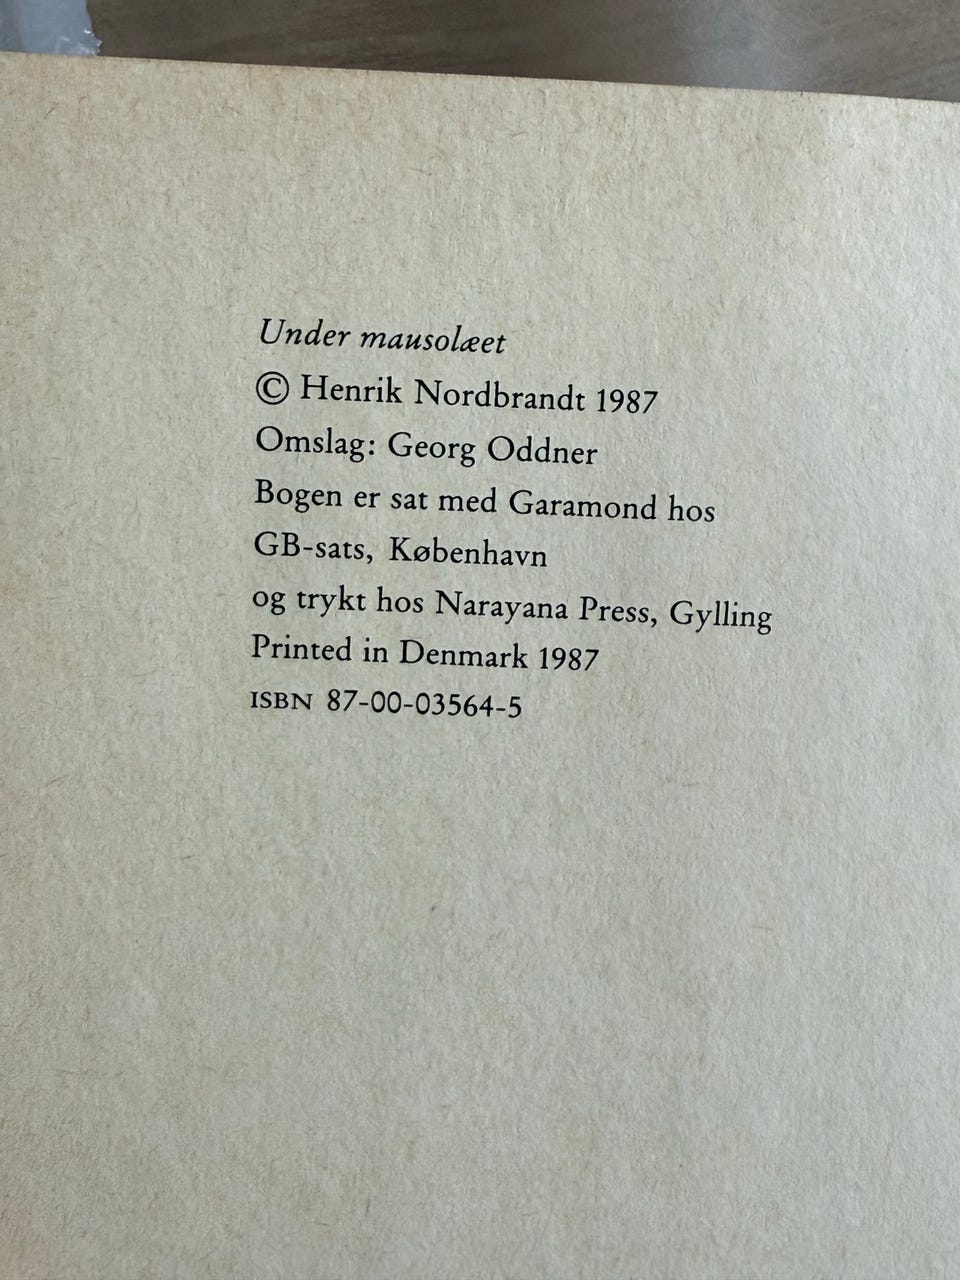 Under mausolæet
© Henrik Nordbrandt 1987
Omslag: Georg Oddner
Bogen er sat med Garamond hos
GB-sats, København
og trykt hos Narayana Press, Gylling
Printed in Denmark 1987
ISBN 87-00-03564-5